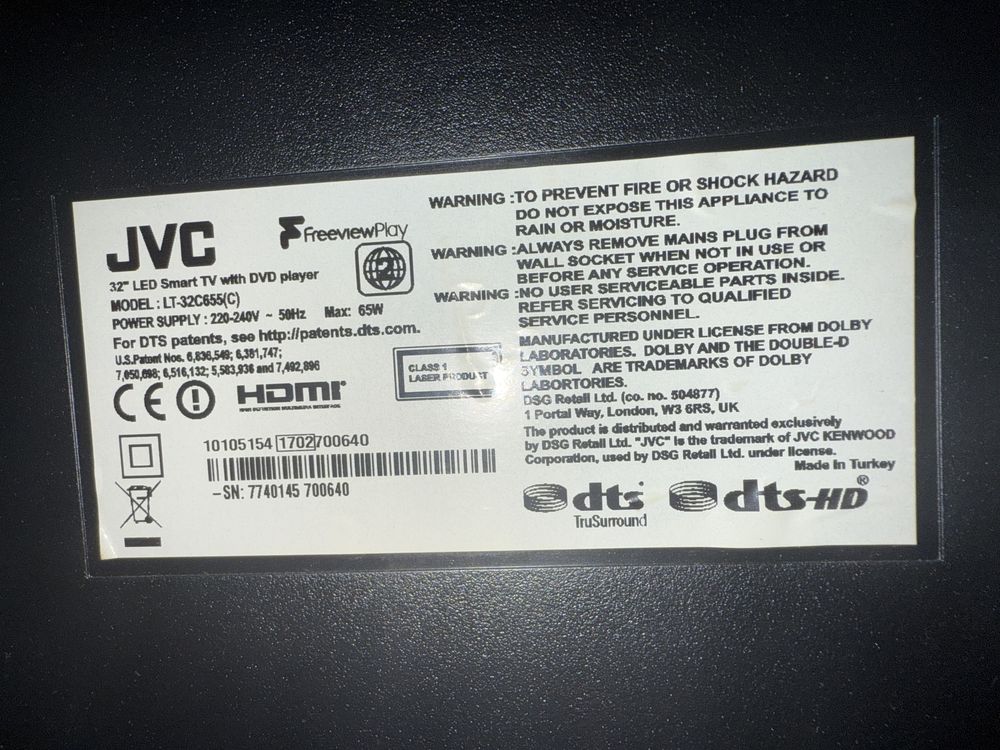 JVC
FreeviewPlay
2
32" LED Smart TV with DVD player
MODEL : LT-32C655(C)
POWER SUPPLY : 220-240V ~ 50Hz Max: 65W
For DTS patents, see http://patents.dts.com.
U.S.Patent Nos. 6,836,549; 6,381,747;
7,050,698; 6,516,132; 5,583,936 and 7,492,896
CE HDMI
HIGH DEFINITION MULTIMEDIA INTERFACE
CLASS 1
LASER PRODUCT
10105154 1702 700640
-SN: 7740145 700640
WARNING :TO PREVENT FIRE OR SHOCK HAZARD
DO NOT EXPOSE THIS APPLIANCE TO
RAIN OR MOISTURE.
WARNING :ALWAYS REMOVE MAINS PLUG FROM
WALL SOCKET WHEN NOT IN USE OR
BEFORE ANY SERVICE OPERATION.
WARNING :NO USER SERVICEABLE PARTS INSIDE.
REFER SERVICING TO QUALIFIED
SERVICE PERSONNEL.
MANUFACTURED UNDER LICENSE FROM DOLBY
LABORATORIES. DOLBY AND THE DOUBLE-D
SYMBOL ARE TRADEMARKS OF DOLBY
LABORTORIES.
DSG Retail Ltd. (co. no. 504877)
1 Portal Way, London, W3 6RS, UK
The product is distributed and warranted exclusively
by DSG Retail Ltd. "JVC" is the trademark of JVC KENWOOD
Corporation, used by DSG Retail Ltd. under license.
Made in Turkey
dts
TruSurround
dts-HD®